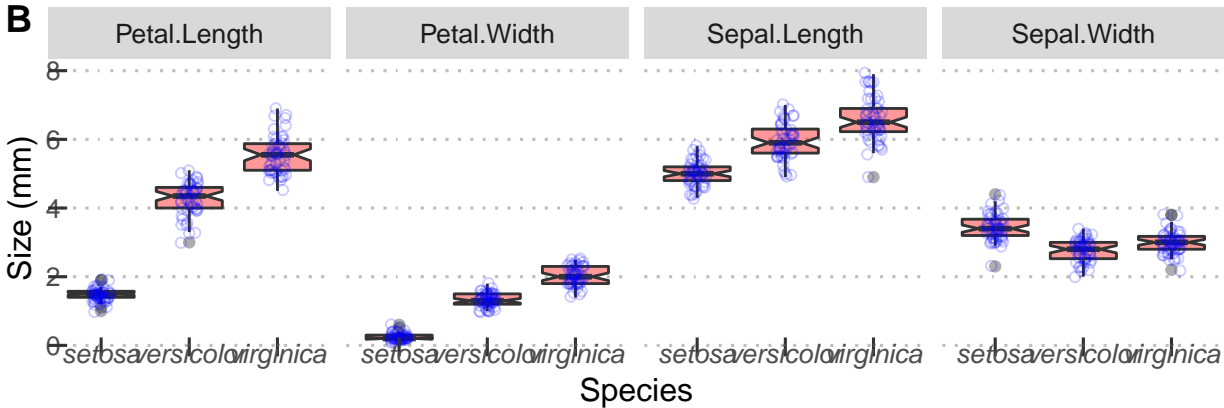 B
Petal.Length Petal.Width Sepal.Length Sepal.Width
8
6
4
2
0
Size (mm)
setosa versicolor virginica setosa versicolor virginica setosa versicolor virginica setosa versicolor virginica
Species